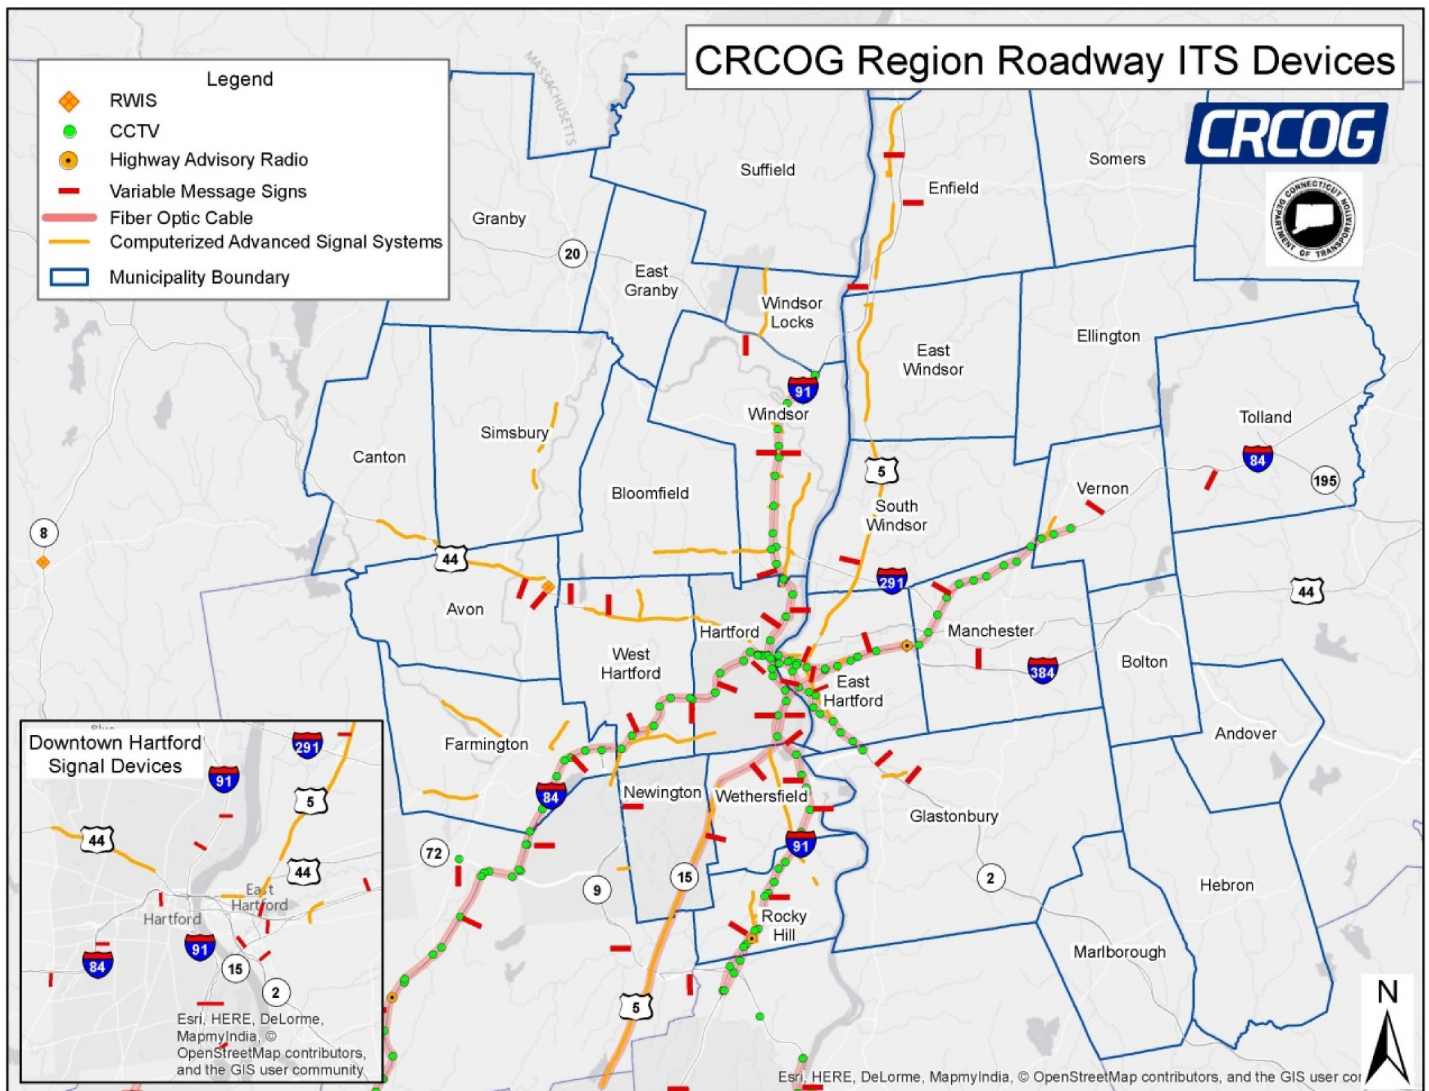 CRCOG Region Roadway ITS Devices
Legend
RWIS
CCTV
Highway Advisory Radio
Variable Message Signs
Fiber Optic Cable
Computerized Advanced Signal Systems
Municipality Boundary
CRCOG
CONNECTICUT
DEPARTMENT OF TRANSPORTATION
MASSACHUSETTS
Suffield
Somers
Enfield
Granby
20
East
Granby
Windsor
Locks
Ellington
East
Windsor
91
Windsor
Tolland
Simsbury
Canton
84
5
195
Vernon
Bloomfield
South
Windsor
8
44
291
44
Avon
Hartford
Manchester
West
Hartford
Bolton
384
East
Hartford
Andover
Farmington
84
Newington
Wethersfield
Glastonbury
91
72
9
15
2
Hebron
Rocky
Hill
Marlborough
5
N
Downtown Hartford
Signal Devices
291
91
5
44
44
East
Hartford
Hartford
91
84
15
2
Esri, HERE, DeLorme,
MapmyIndia, ©
OpenStreetMap contributors,
and the GIS user community
Esri, HERE, DeLorme, MapmyIndia, © OpenStreetMap contributors, and the GIS user